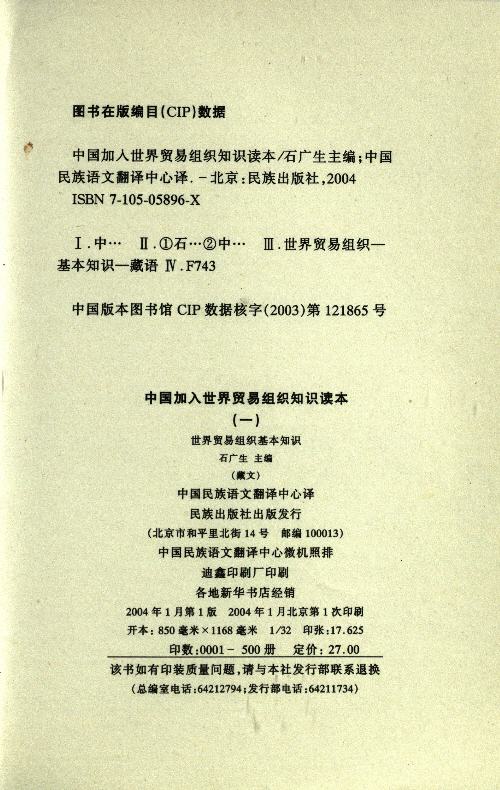 图书在版编目(CIP)数据
中国加入世界贸易组织知识读本/石广生主编;中国
民族语文翻译中心译.－北京:民族出版社,2004
ISBN 7-105-05896-X
Ⅰ.中… Ⅱ.①石…②中… Ⅲ.世界贸易组织—
基本知识—藏语 Ⅳ.F743
中国版本图书馆 CIP 数据核字(2003)第 121865 号
中国加入世界贸易组织知识读本
(一)
世界贸易组织基本知识
石广生 主编
(藏文)
中国民族语文翻译中心译
民族出版社出版发行
(北京市和平里北街 14 号 邮编 100013)
中国民族语文翻译中心微机照排
迪鑫印刷厂印刷
各地新华书店经销
2004 年 1 月第 1 版 2004 年 1 月北京第 1 次印刷
开本: 850 毫米×1168 毫米 1/32 印张:17.625
印数:0001－ 500 册 定价: 27.00
该书如有印装质量问题,请与本社发行部联系退换
(总编室电话:64212794;发行部电话:64211734)